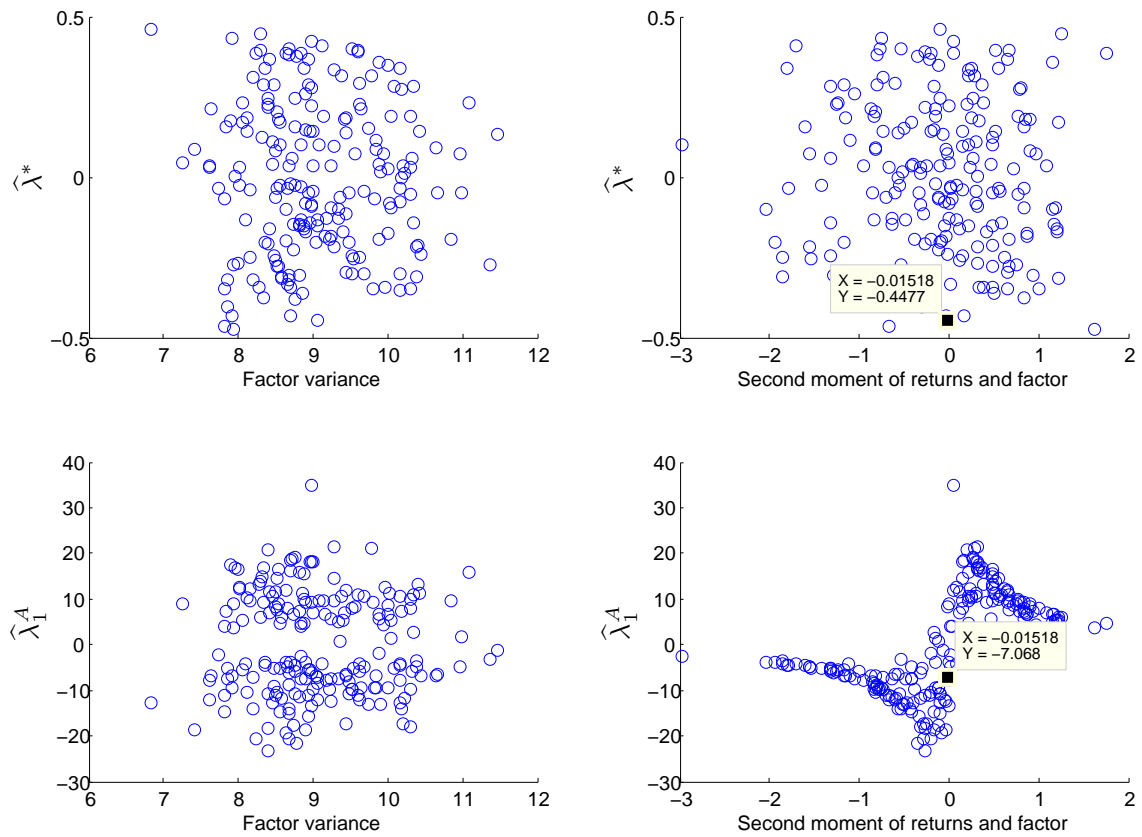 0.5
0
−0.5
6 7 8 9 10 11 12
Factor variance
λ̂*
0.5
0
−0.5
−3 −2 −1 0 1 2
Second moment of returns and factor
λ̂*
X = −0.01518
Y = −0.4477
40
30
20
10
0
−10
−20
−30
6 7 8 9 10 11 12
Factor variance
λ̂₁ᴬ
40
30
20
10
0
−10
−20
−30
−3 −2 −1 0 1 2
Second moment of returns and factor
λ̂₁ᴬ
X = −0.01518
Y = −7.068